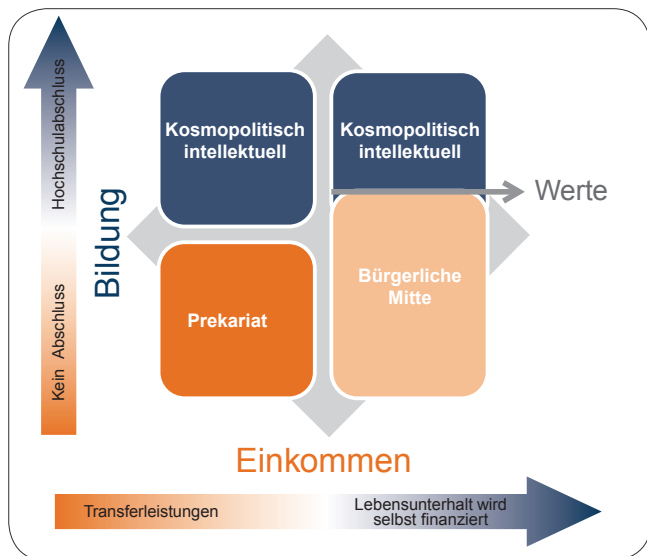 Hochschulabschluss
Kein Abschluss
Bildung
Kosmopolitisch
intellektuell
Kosmopolitisch
intellektuell
Werte
Prekariat
Bürgerliche
Mitte
Einkommen
Transferleistungen
Lebensunterhalt wird
selbst finanziert